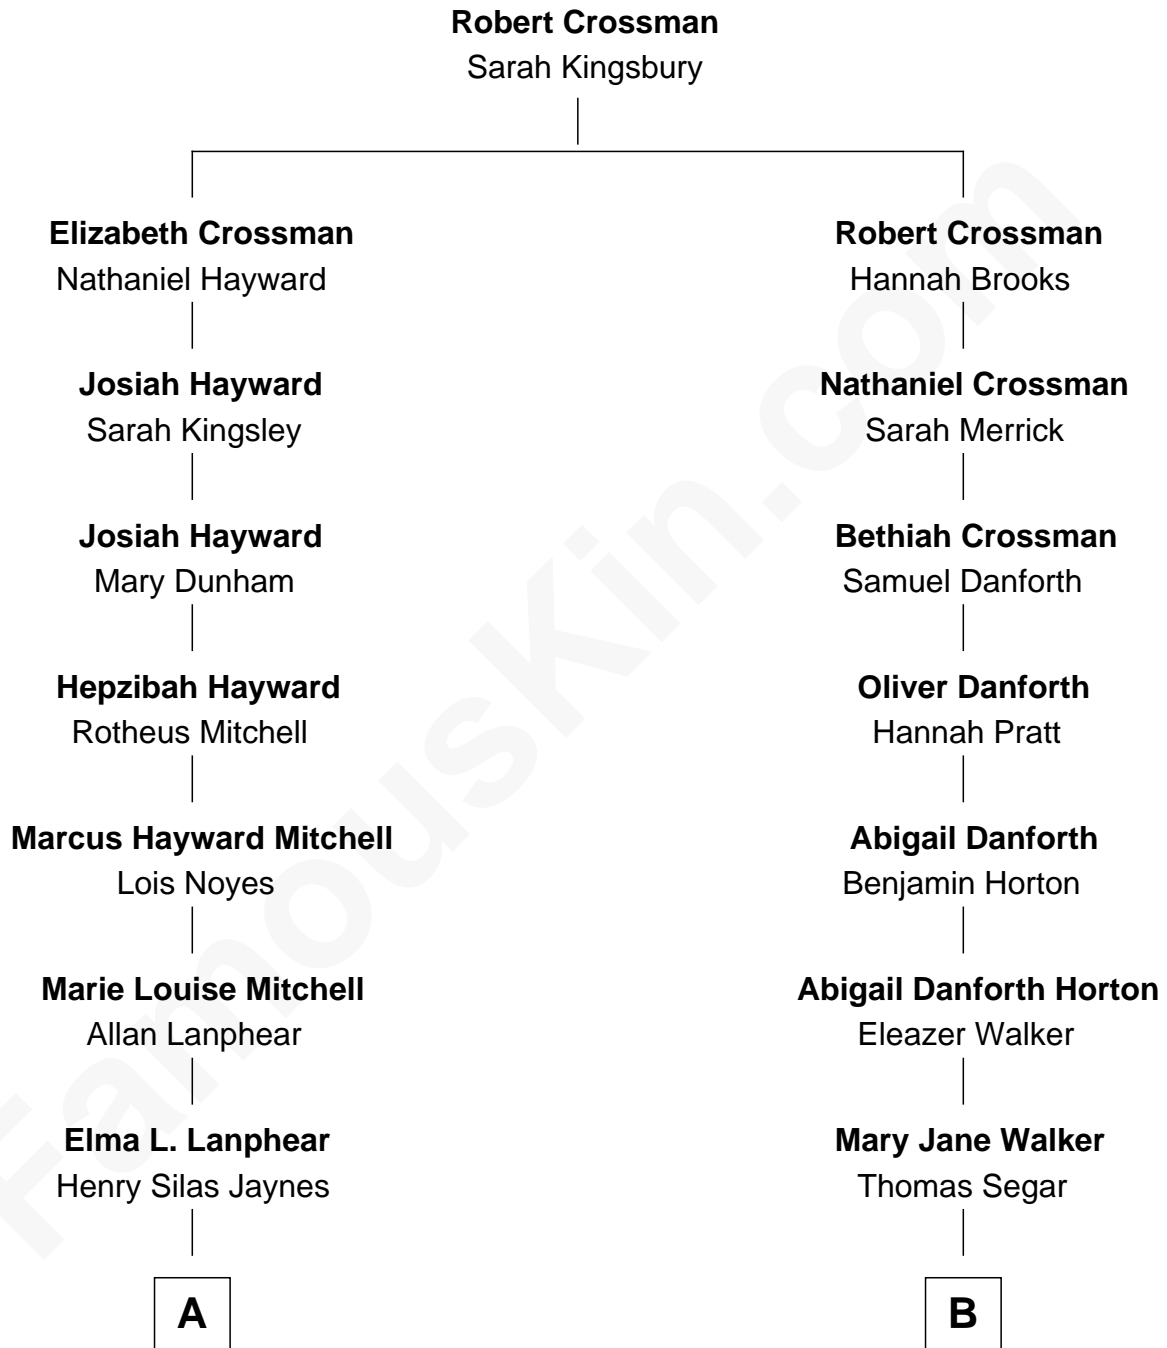 Robert Crossman
Sarah Kingsbury
Elizabeth Crossman
Nathaniel Hayward
Josiah Hayward
Sarah Kingsley
Josiah Hayward
Mary Dunham
Hepzibah Hayward
Rotheus Mitchell
Marcus Hayward Mitchell
Lois Noyes
Marie Louise Mitchell
Allan Lanphear
Elma L. Lanphear
Henry Silas Jaynes
A
Robert Crossman
Hannah Brooks
Nathaniel Crossman
Sarah Merrick
Bethiah Crossman
Samuel Danforth
Oliver Danforth
Hannah Pratt
Abigail Danforth
Benjamin Horton
Abigail Danforth Horton
Eleazer Walker
Mary Jane Walker
Thomas Segar
B
FamousKin.com